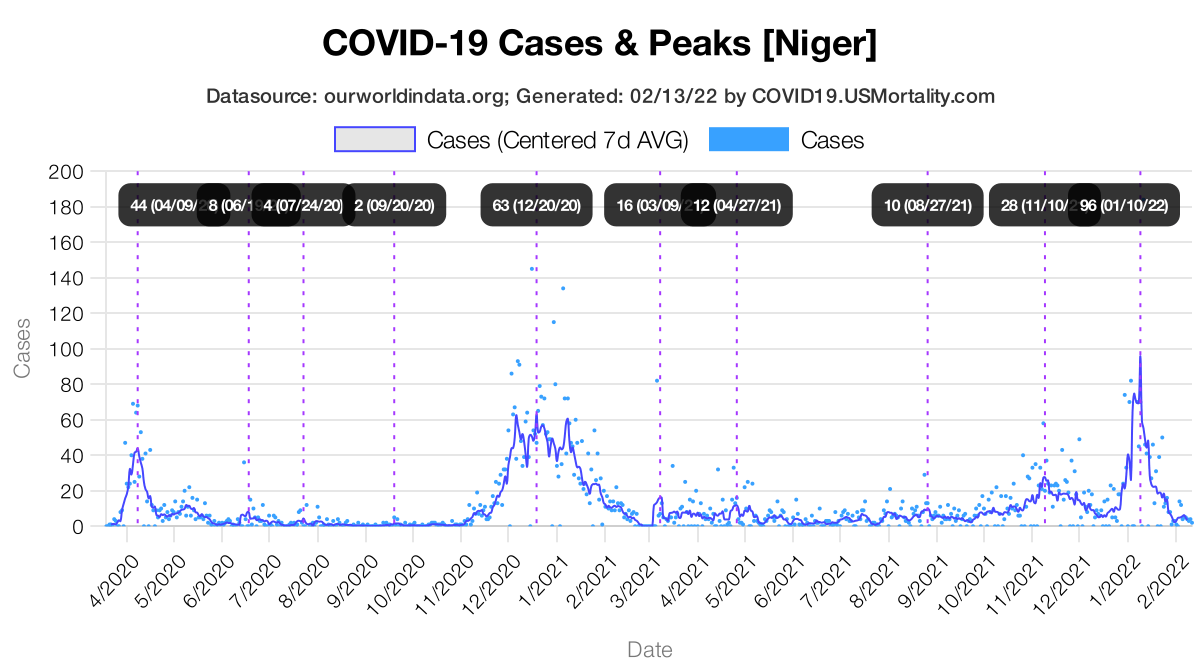 COVID-19 Cases & Peaks [Niger]
Datasource: ourworldindata.org; Generated: 02/13/22 by COVID19.USMortality.com
Cases (Centered 7d AVG) Cases
200
180
160
140
120
100
80
60
40
20
0
Cases
44 (04/09/ 8 (06/19 4 (07/24/20) 2 (09/20/20) 63 (12/20/20) 16 (03/09/ 12 (04/27/21) 10 (08/27/21) 28 (11/10/ 96 (01/10/22)
4/2020 5/2020 6/2020 7/2020 8/2020 9/2020 10/2020 11/2020 12/2020 1/2021 2/2021 3/2021 4/2021 5/2021 6/2021 7/2021 8/2021 9/2021 10/2021 11/2021 12/2021 1/2022 2/2022
Date